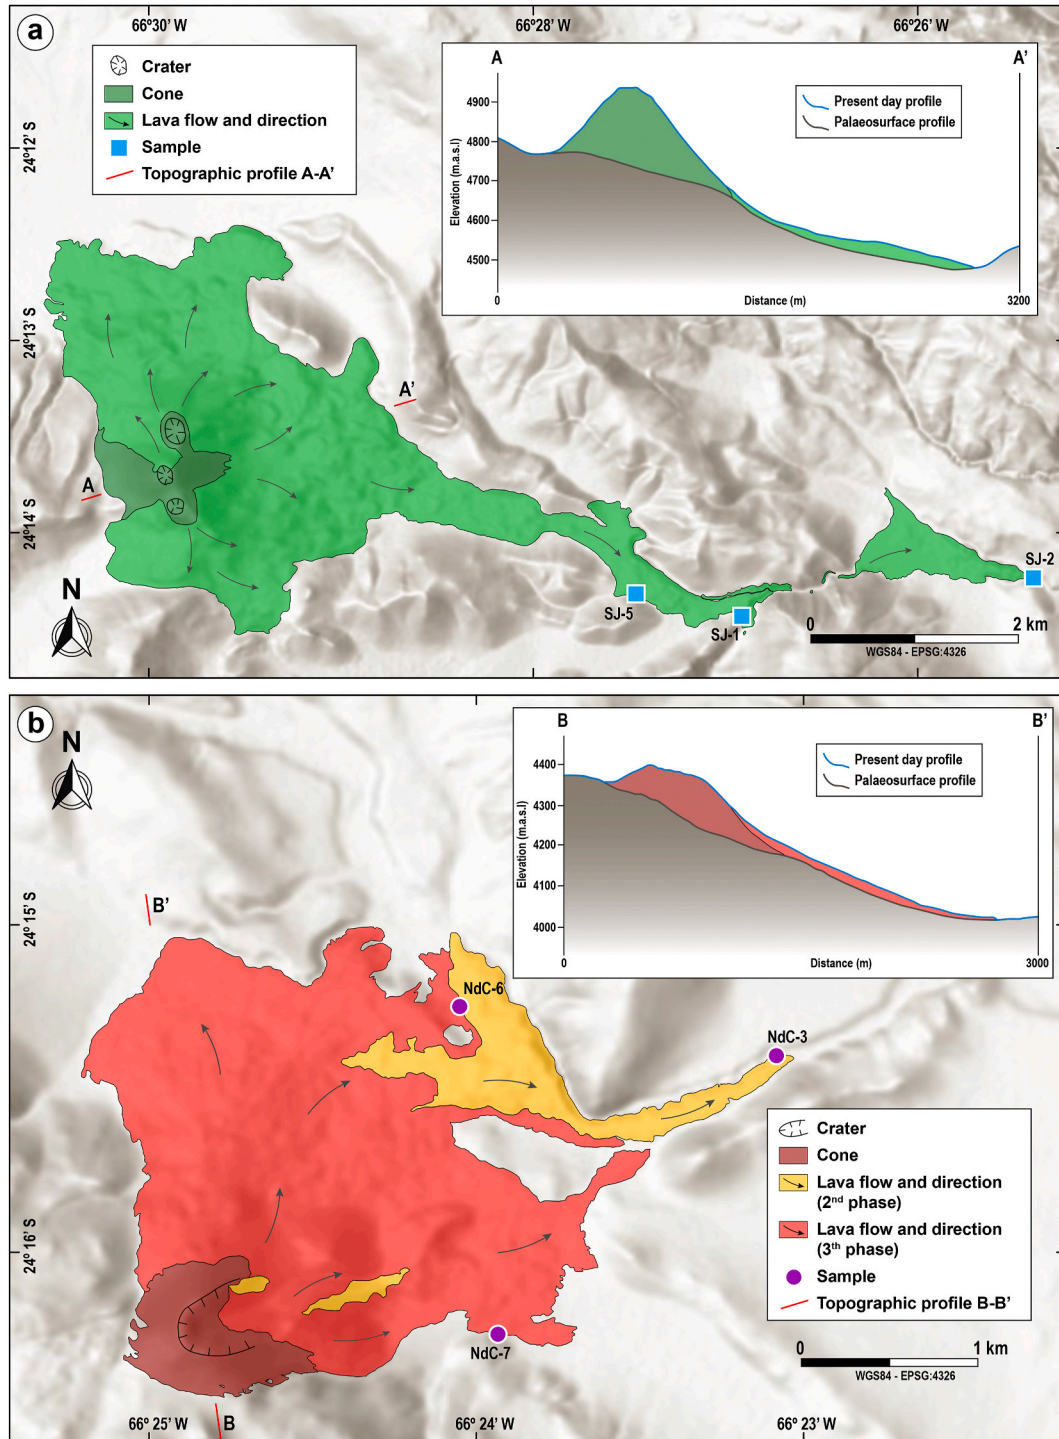 a
66°30' W
66°28' W
66°26' W
Crater
Cone
Lava flow and direction
Sample
Topographic profile A-A'
A
A'
Present day profile
Palaeosurface profile
4900
4800
4700
4600
4500
Elevation (m.a.s.l)
0
Distance (m)
3200
24°12' S
24°13' S
24°14' S
A'
A
N
SJ-5
SJ-1
SJ-2
0
2 km
WGS84 - EPSG:4326
b
N
B
B'
Present day profile
Palaeosurface profile
4400
4300
4200
4100
4000
Elevation (m.a.s.l)
0
Distance (m)
3000
24°15' S
24°16' S
B'
NdC-6
NdC-3
NdC-7
B
Crater
Cone
Lava flow and direction
(2nd phase)
Lava flow and direction
(3th phase)
Sample
Topographic profile B-B'
0
1 km
WGS84 - EPSG:4326
66° 25' W
66° 24' W
66° 23' W